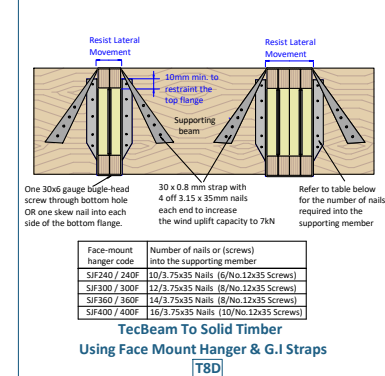 Resist Lateral
Movement
Resist Lateral
Movement
10mm min. to
restraint the
top flange
Supporting
beam
One 30x6 gauge bugle-head
screw through bottom hole
OR one skew nail into each
side of the bottom flange.
30 x 0.8 mm strap with
4 off 3.15 x 35mm nails
each end to increase
the wind uplift capacity to 7kN
Refer to table below
for the number of nails
required into the
supporting member
Face-mount
hanger code
Number of nails or (screws)
into the supporting member
SJF240 / 240F 10/3.75x35 Nails (6/No.12x35 Screws)
SJF300 / 300F 12/3.75x35 Nails (8/No.12x35 Screws)
SJF360 / 360F 14/3.75x35 Nails (8/No.12x35 Screws)
SJF400 / 400F 16/3.75x35 Nails (10/No.12x35 Screws)
TecBeam To Solid Timber
Using Face Mount Hanger & G.I Straps
T8D